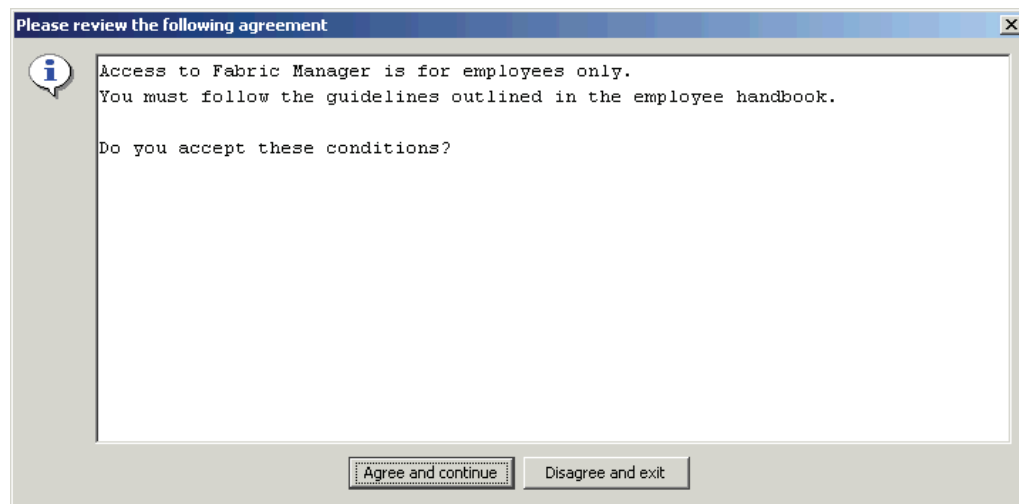 Please review the following agreement
Access to Fabric Manager is for employees only.
You must follow the guidelines outlined in the employee handbook.
Do you accept these conditions?
Agree and continue
Disagree and exit